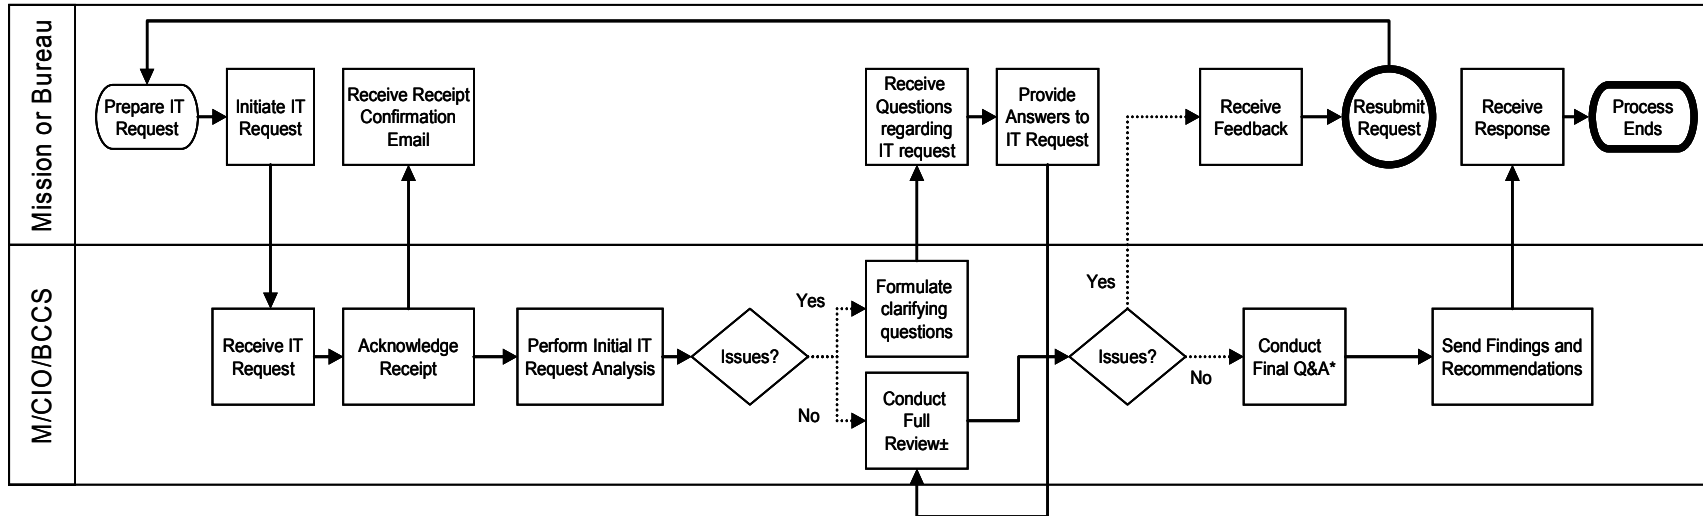 Mission or Bureau
Prepare IT
Request
Initiate IT
Request
Receive Receipt
Confirmation
Email
Receive
Questions
regarding
IT request
Provide
Answers to
IT Request
Receive
Feedback
Resubmit
Request
Receive
Response
Process
Ends
M/CIO/BCCS
Receive IT
Request
Acknowledge
Receipt
Perform Initial IT
Request Analysis
Issues?
Yes
No
Formulate
clarifying
questions
Conduct
Full
Review±
Issues?
Yes
No
Conduct
Final Q&A*
Send Findings and
Recommendations